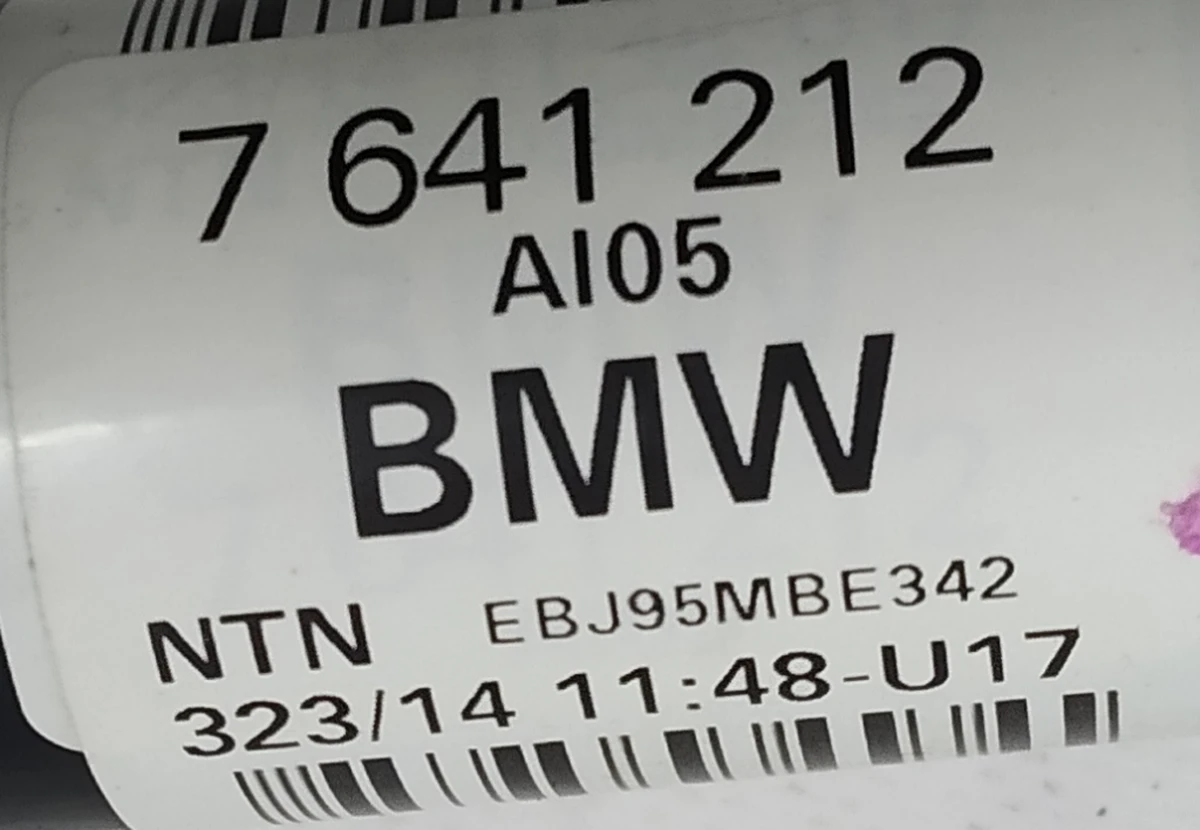 7 641 212
AI05
BMW
NTN EBJ95MBE342
323/14 11:48-U17